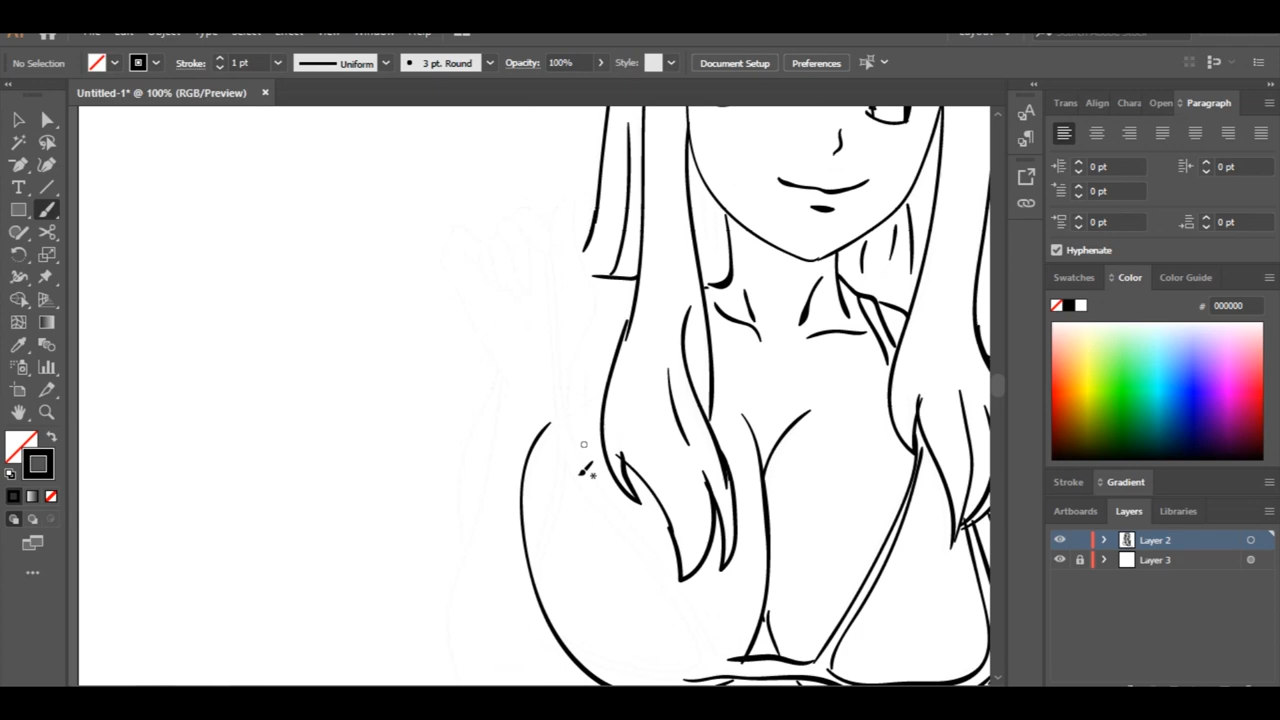 No Selection Stroke: 1 pt Uniform 3 pt. Round Opacity: 100% Style: Document Setup Preferences
Untitled-1* @ 100% (RGB/Preview) ×
Trans Align Chara Open Paragraph
0 pt 0 pt
0 pt
0 pt 0 pt
Hyphenate
Swatches Color Color Guide
# 000000
Stroke Gradient
Artboards Layers Libraries
Layer 2
Layer 3